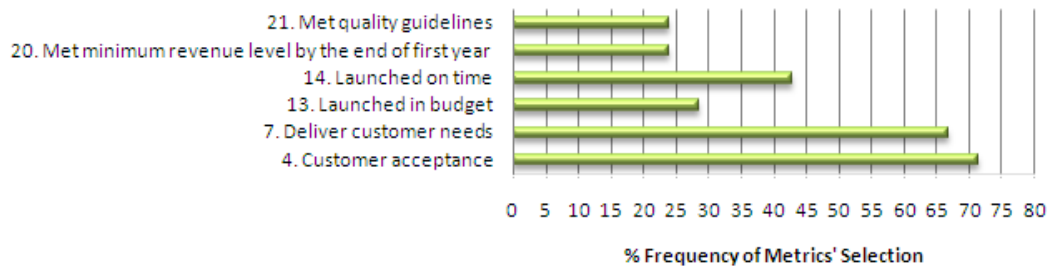 21. Met quality guidelines
20. Met minimum revenue level by the end of first year
14. Launched on time
13. Launched in budget
7. Deliver customer needs
4. Customer acceptance
0 5 10 15 20 25 30 35 40 45 50 55 60 65 70 75 80
% Frequency of Metrics' Selection